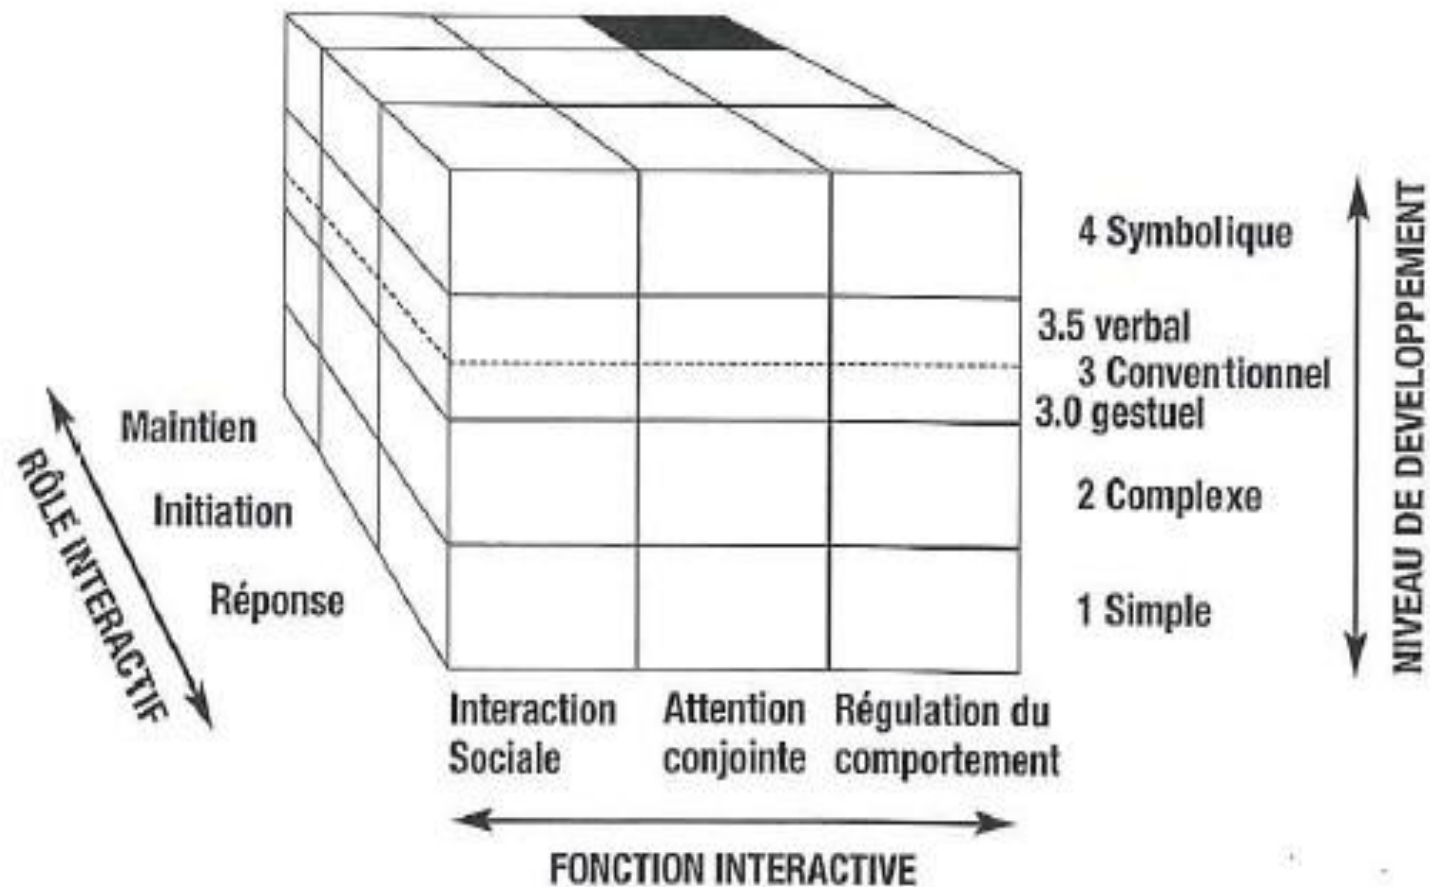 4 Symbolique
3.5 verbal
3 Conventionnel
3.0 gestuel
2 Complexe
1 Simple
NIVEAU DE DEVELOPPEMENT
Maintien
Initiation
Réponse
RÔLE INTERACTIF
Interaction
Sociale
Attention
conjointe
Régulation du
comportement
FONCTION INTERACTIVE